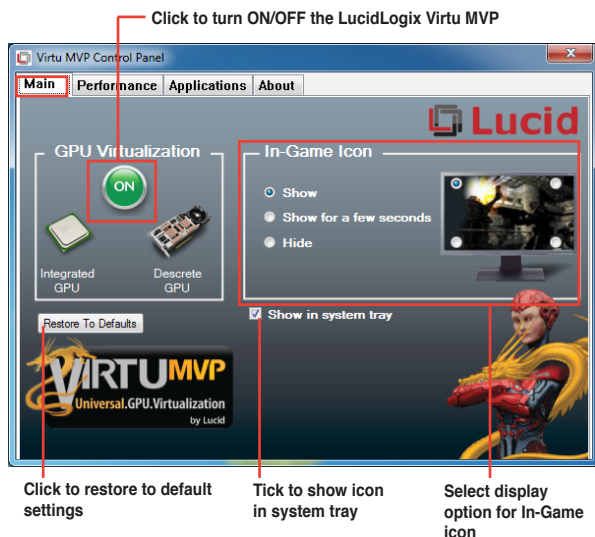 Click to turn ON/OFF the LucidLogix Virtu MVP
Virtu MVP Control Panel
Main Performance Applications About
Lucid
GPU Virtualization
In-Game Icon
ON
Show
Show for a few seconds
Hide
Integrated
GPU
Descrete
GPU
Restore To Defaults
Show in system tray
VIRTU MVP
Universal.GPU.Virtualization
by Lucid
Click to restore to default
settings
Tick to show icon
in system tray
Select display
option for In-Game
icon